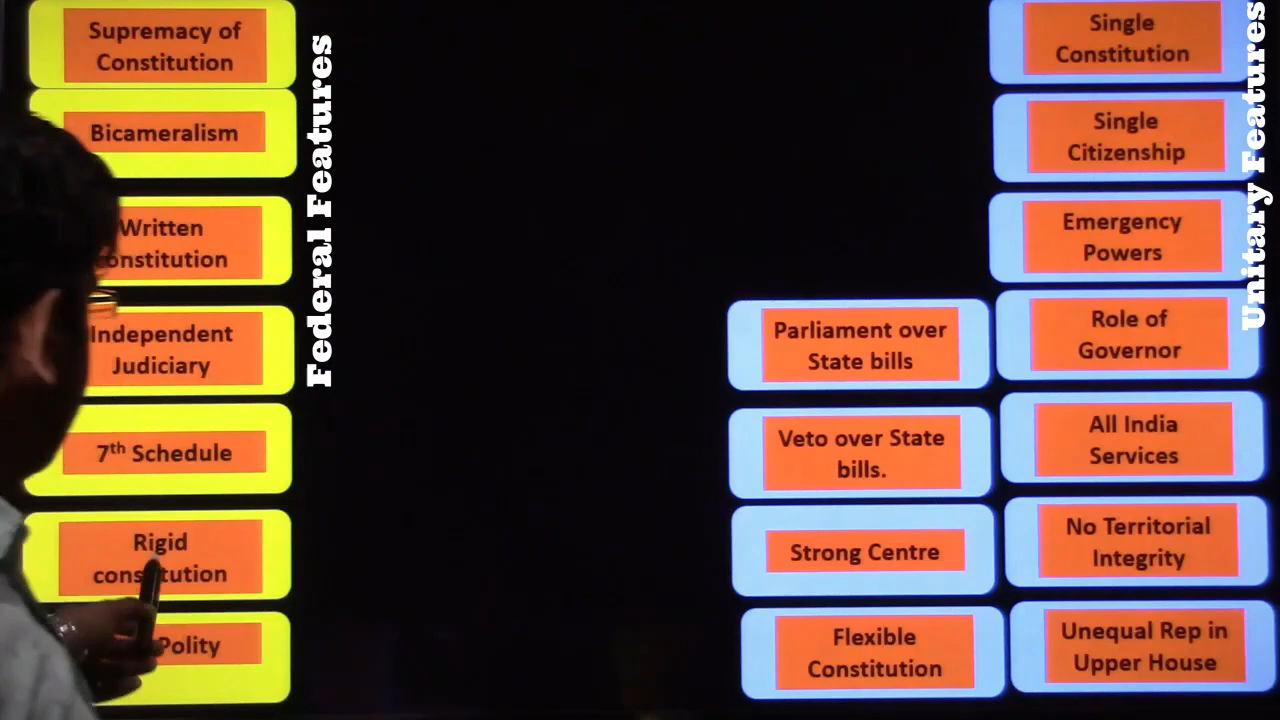 Supremacy of
Constitution
Bicameralism
Written
onstitution
Independent
Judiciary
7th Schedule
Rigid
constitution
Polity
Federal Features
Parliament over
State bills
Veto over State
bills.
Strong Centre
Flexible
Constitution
Single
Constitution
Single
Citizenship
Emergency
Powers
Role of
Governor
All India
Services
No Territorial
Integrity
Unequal Rep in
Upper House
Unitary Features